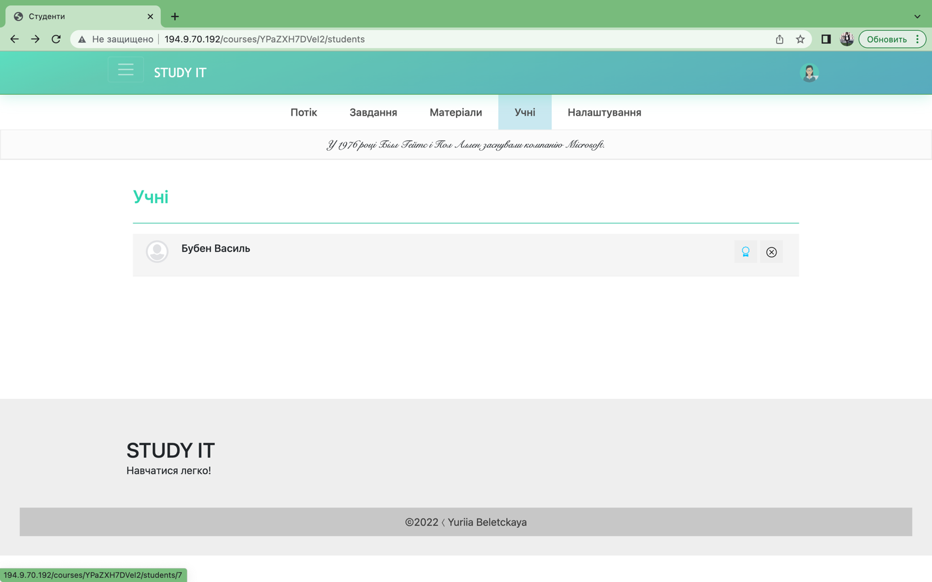 Студенти
Не защищено
194.9.70.192/courses/YPaZXH7DVel2/students
Обновить
STUDY IT
Потік
Завдання
Матеріали
Учні
Налаштування
У 1976 році Білл Гейтс і Пол Аллен заснували компанію Microsoft.
Учні
Бубен Василь
STUDY IT
Навчатися легко!
©2022 ( Yuriia Beletckaya
194.9.70.192/courses/YPaZXH7DVel2/students/7